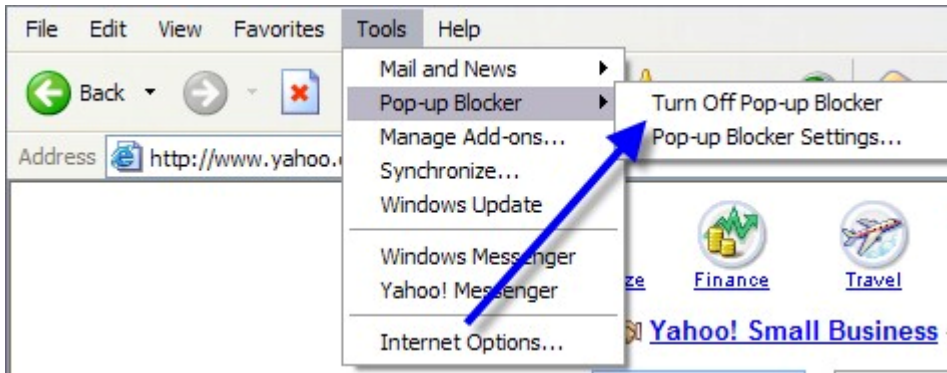 File Edit View Favorites Tools Help
Back
Address http://www.yahoo.
Mail and News
Pop-up Blocker
Manage Add-ons...
Synchronize...
Windows Update
Windows Messenger
Yahoo! Messenger
Internet Options...
Turn Off Pop-up Blocker
Pop-up Blocker Settings...
ze Finance Travel
Yahoo! Small Business